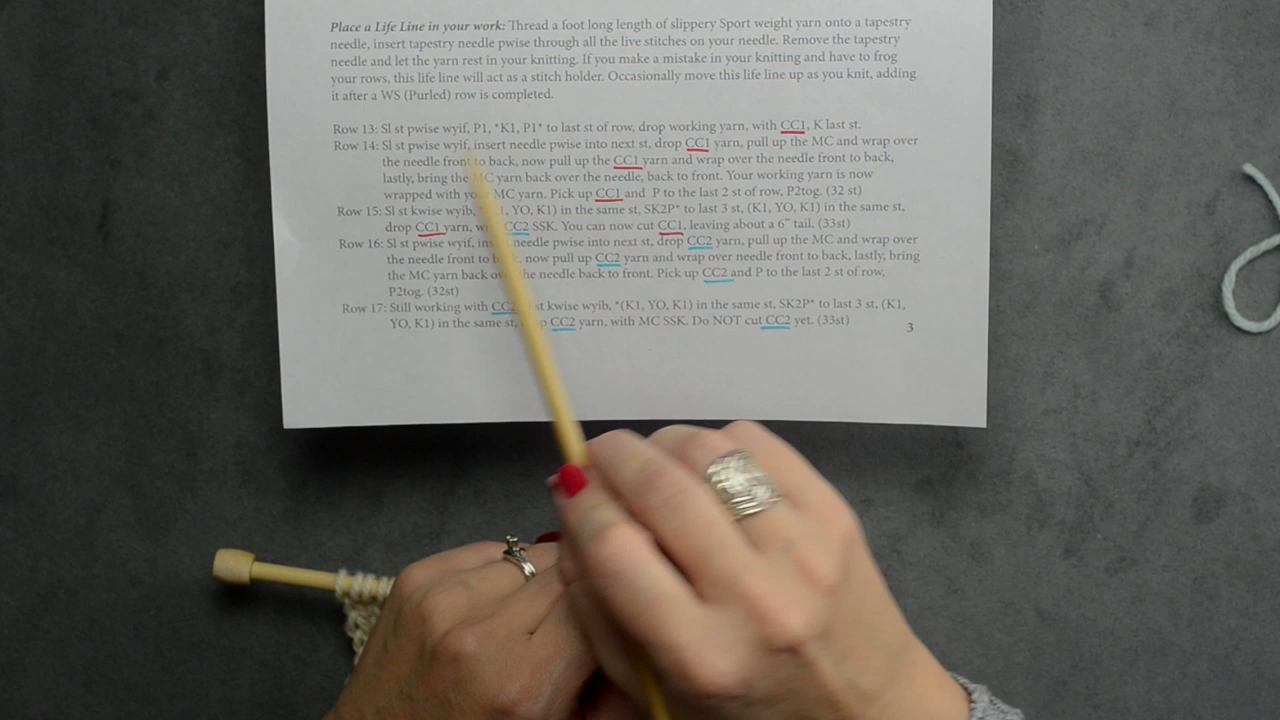 Place a Life Line in your work: Thread a foot long length of slippery Sport weight yarn onto a tapestry
needle, insert tapestry needle pwise through all the live stitches on your needle. Remove the tapestry
needle and let the yarn rest in your knitting. If you make a mistake in your knitting and have to frog
your rows, this life line will act as a stitch holder. Occasionally move this life line up as you knit, adding
it after a WS (Purled) row is completed.
Row 13: Sl st pwise wyif, P1, *K1, P1* to last st of row, drop working yarn, with CC1, K last st.
Row 14: Sl st pwise wyif, insert needle pwise into next st, drop CC1 yarn, pull up the MC and wrap over
the needle front to back, now pull up the CC1 yarn and wrap over the needle front to back,
lastly, bring the MC yarn back over the needle, back to front. Your working yarn is now
wrapped with your MC yarn. Pick up CC1 and P to the last 2 st of row, P2tog. (32 st)
Row 15: Sl st kwise wyib, YO, K1) in the same st, SK2P* to last 3 st, (K1, YO, K1) in the same st,
drop CC1 yarn, CC2 SSK. You can now cut CC1, leaving about a 6" tail. (33st)
Row 16: Sl st pwise wyif, needle pwise into next st, drop CC2 yarn, pull up the MC and wrap over
the needle front to now pull up CC2 yarn and wrap over needle front to back, lastly, bring
the MC yarn back the needle back to front. Pick up CC2 and P to the last 2 st of row,
P2tog. (32st)
Row 17: Still working with CC2 st kwise wyib, *(K1, YO, K1) in the same st, SK2P* to last 3 st, (K1,
YO, K1) in the same st, CC2 yarn, with MC SSK. Do NOT cut CC2 yet. (33st)
3